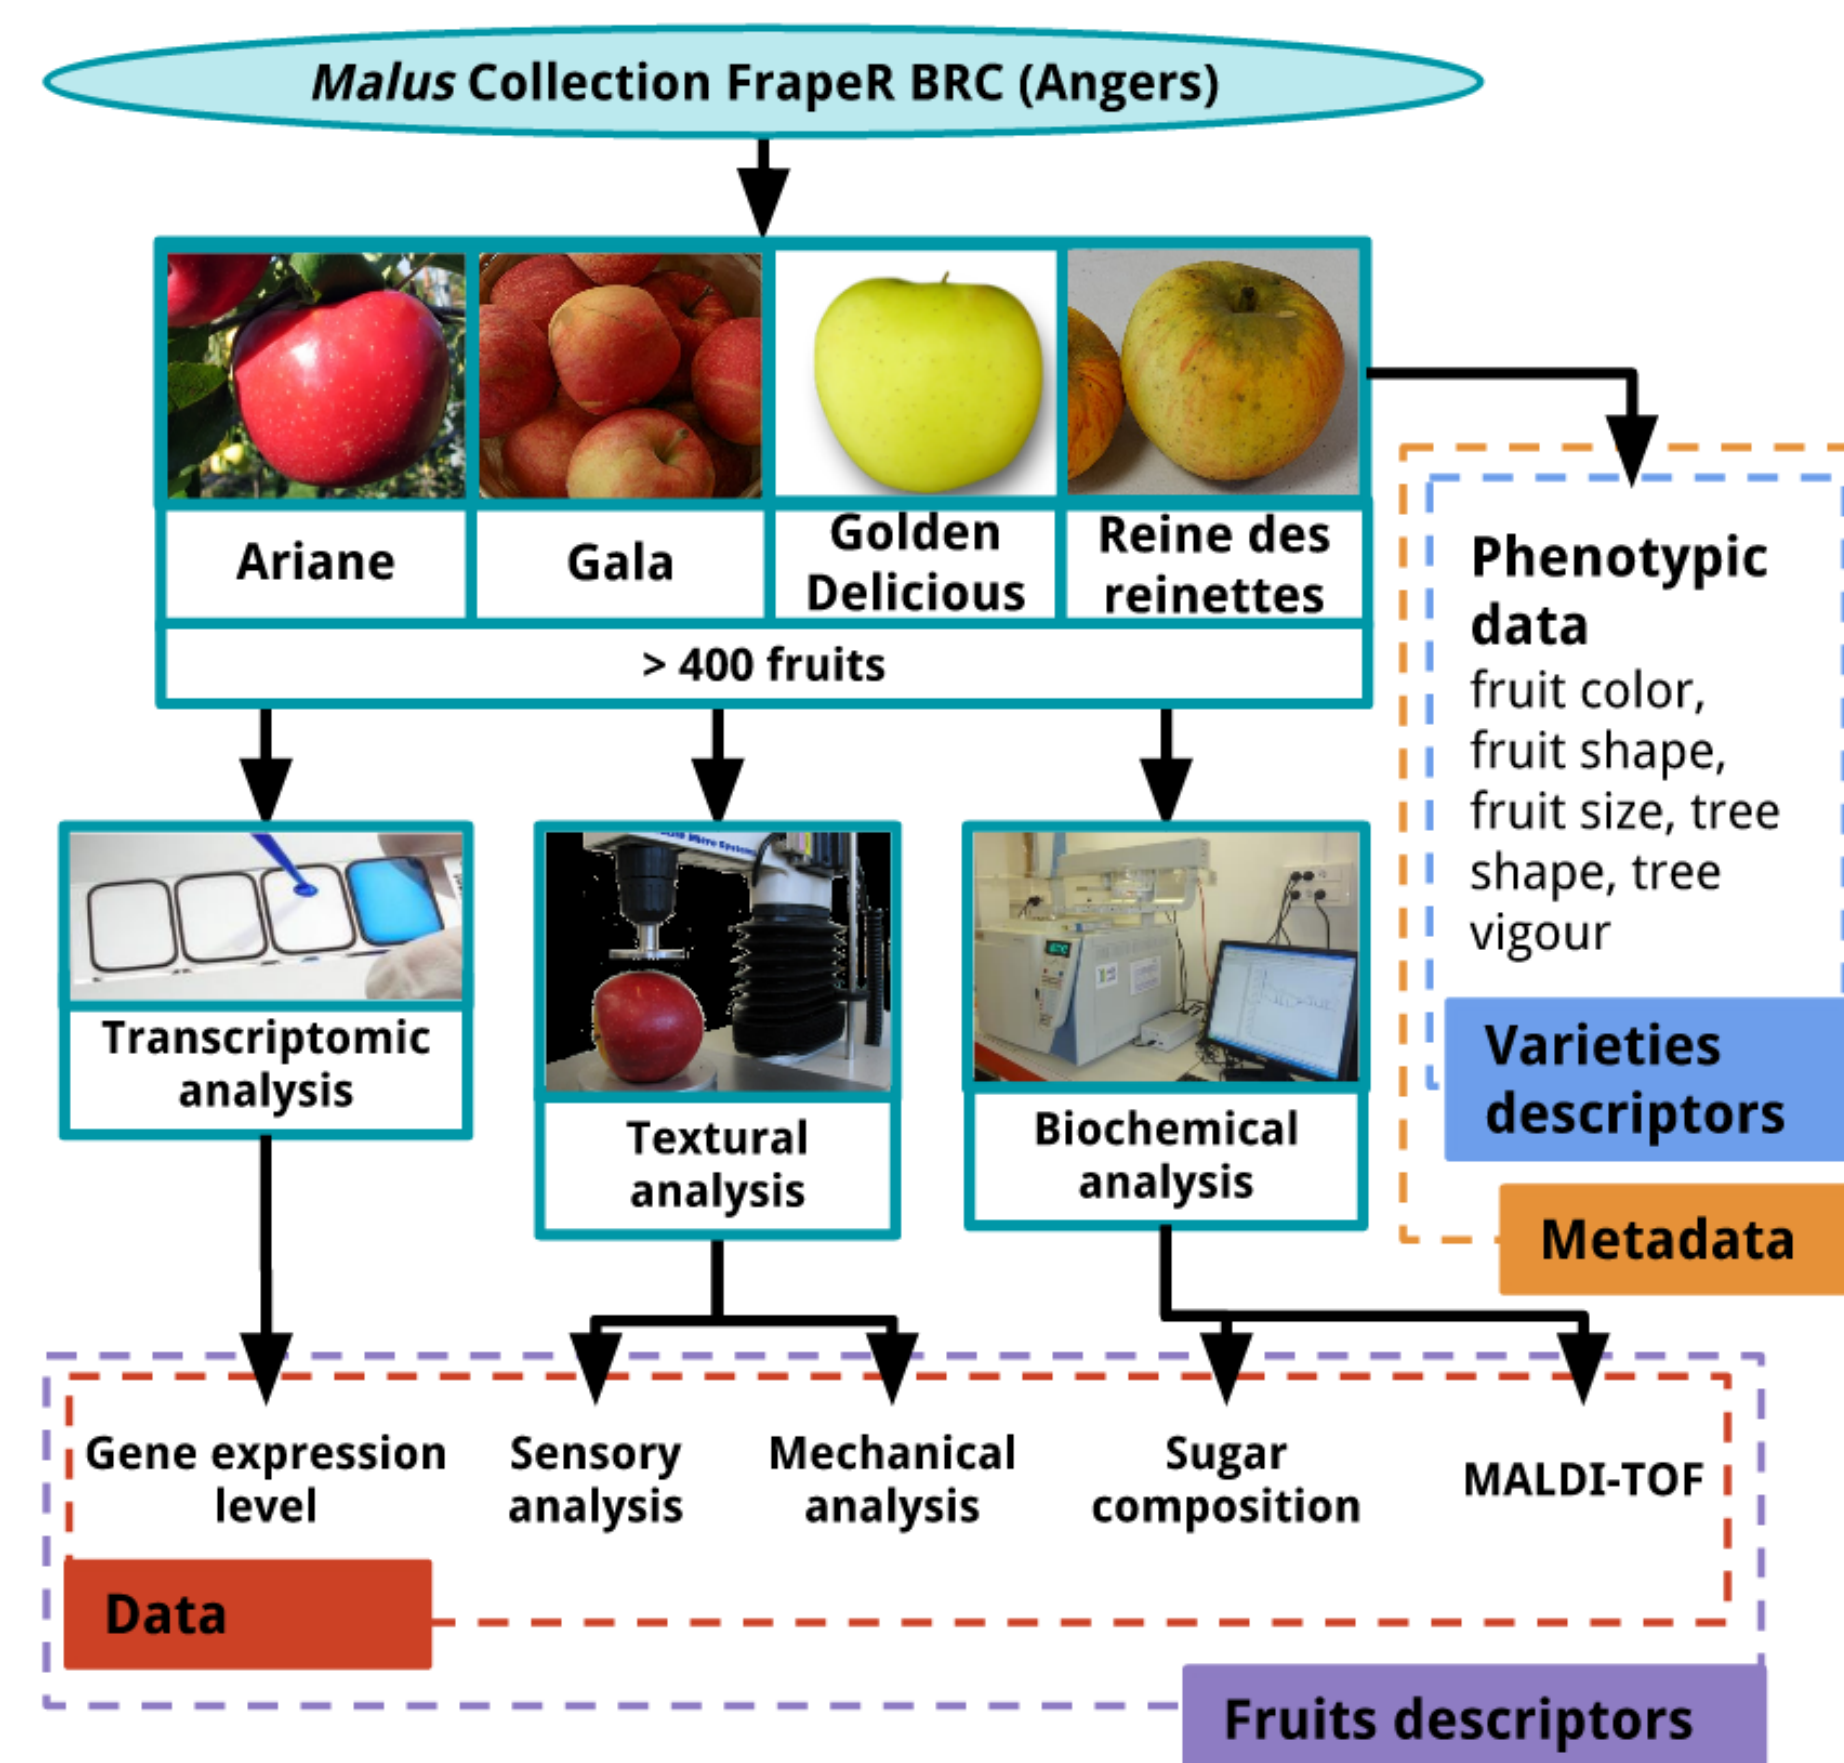 Malus Collection FrapeR BRC (Angers)
Ariane
Gala
Golden
Delicious
Reine des
reinettes
> 400 fruits
Phenotypic
data
fruit color,
fruit shape,
fruit size, tree
shape, tree
vigour
Varieties
descriptors
Metadata
Transcriptomic
analysis
Textural
analysis
Biochemical
analysis
Gene expression
level
Sensory
analysis
Mechanical
analysis
Sugar
composition
MALDI-TOF
Data
Fruits descriptors